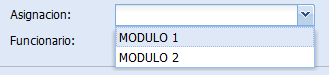 Asignacion:
Funcionario:
MODULO 1
MODULO 2